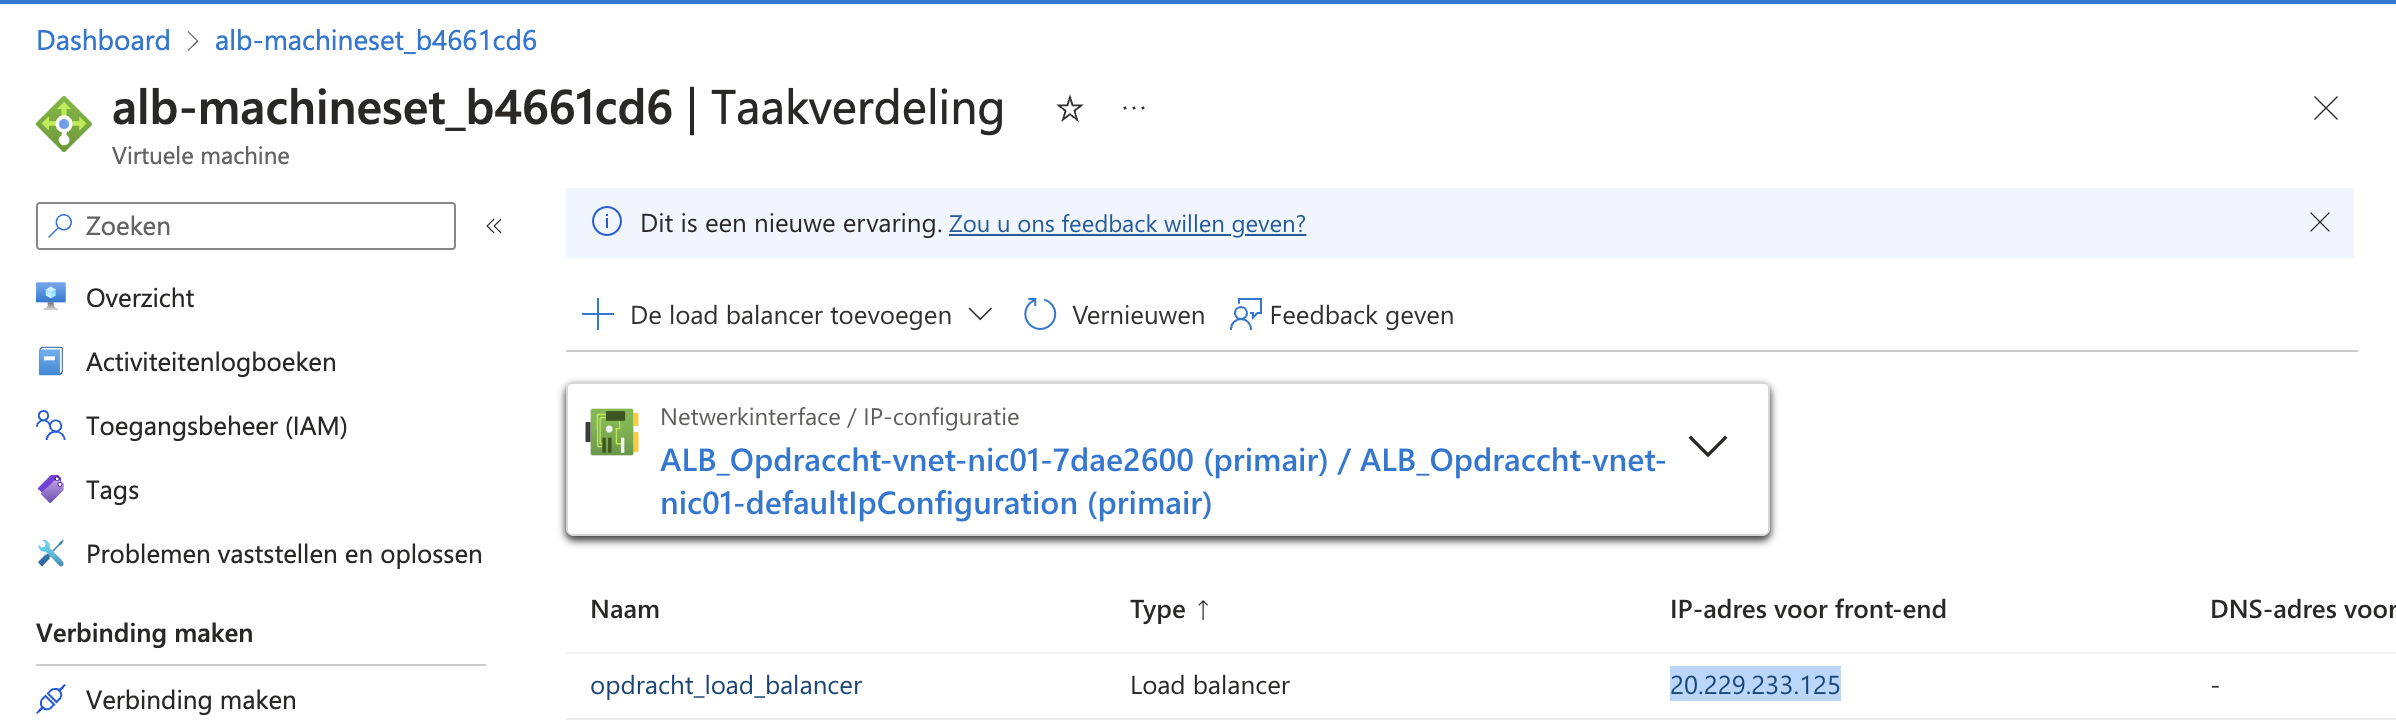 Dashboard > alb-machineset_b4661cd6
alb-machineset_b4661cd6 | Taakverdeling ☆ ...
Virtuele machine
Zoeken «
Dit is een nieuwe ervaring. Zou u ons feedback willen geven?
De load balancer toevoegen Vernieuwen Feedback geven
Overzicht
Activiteitenlogboeken
Toegangsbeheer (IAM)
Tags
Problemen vaststellen en oplossen
Verbinding maken
Verbinding maken
Netwerkinterface / IP-configuratie
ALB_Opdraccht-vnet-nic01-7dae2600 (primair) / ALB_Opdraccht-vnet-
nic01-defaultIpConfiguration (primair)
Naam Type ↑ IP-adres voor front-end DNS-adres voor
opdracht_load_balancer Load balancer 20.229.233.125 -